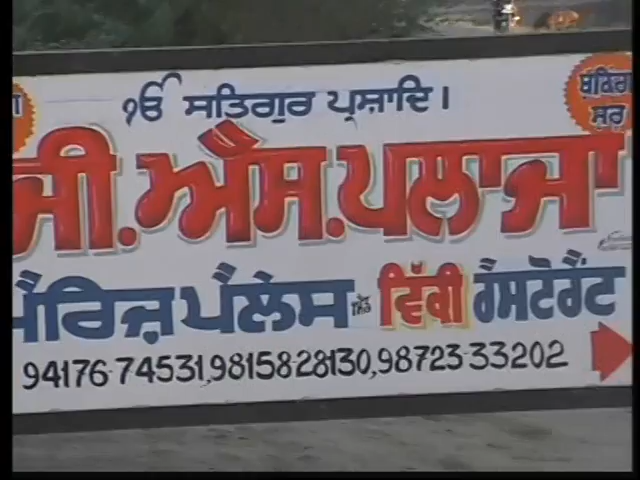 ੴ ਸਤਿਗੁਰ ਪ੍ਰਸ਼ਾਦਿ।
ਬੁਕਿੰਗ
ਸ਼ੁਰੂ
ਜੀ.ਐਸ.ਪਲਾਜਾ
ਮੈਰਿਜ਼ ਪੈਲੇਸ ਵਿੱਕੀ ਰੈਸਟੋਰੈਂਟ
94176-74531,9815828130,98723-33202